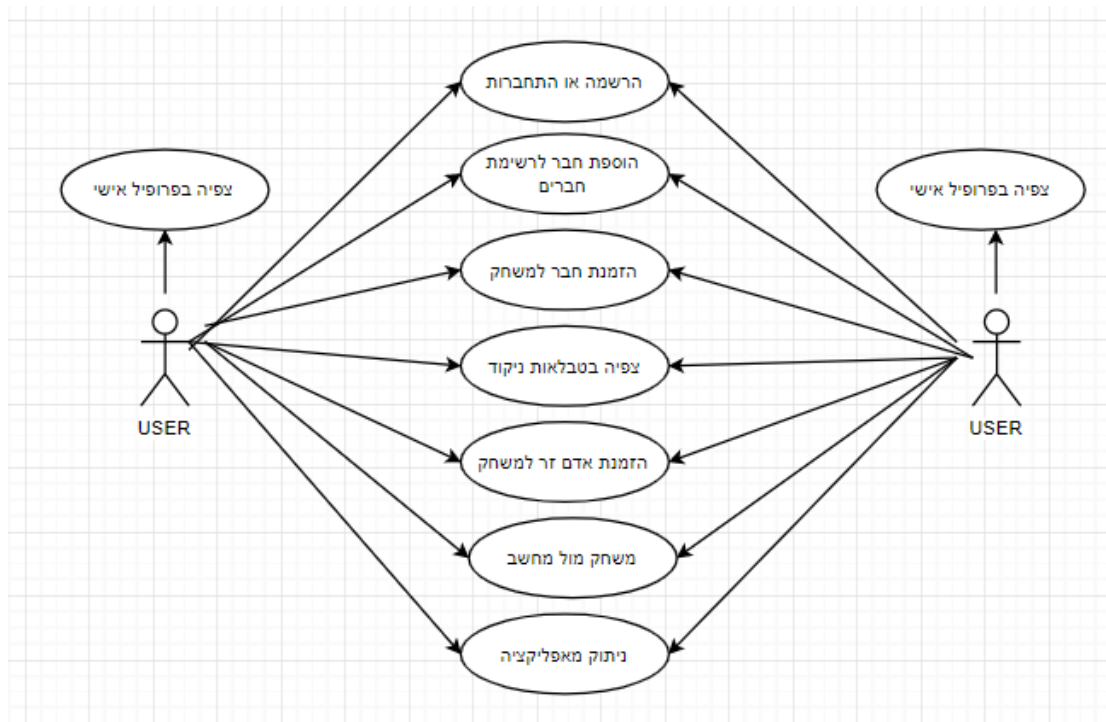 הרשמה או התחברות
הוספת חבר לרשימת
חברים
צפיה בפרופיל אישי
צפיה בפרופיל אישי
הזמנת חבר למשחק
צפיה בטבלאות ניקוד
USER
USER
הזמנת אדם זר למשחק
משחק מול מחשב
ניתוק מאפליקציה